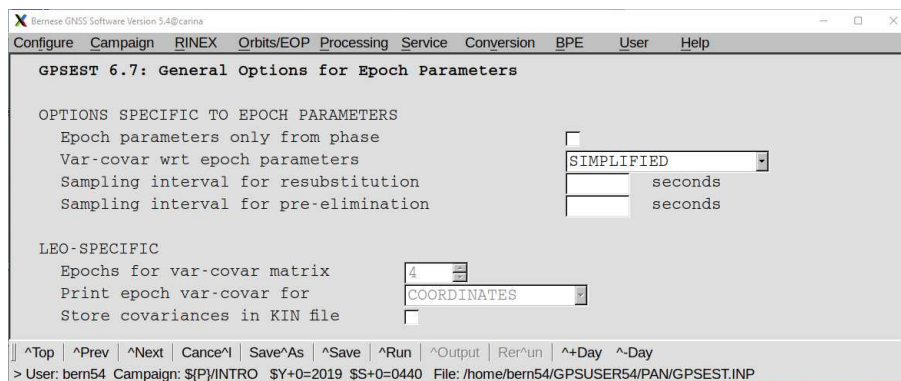 Bernese GNSS Software Version 5.4@carina
Configure Campaign RINEX Orbits/EOP Processing Service Conversion BPE User Help
GPSEST 6.7: General Options for Epoch Parameters
OPTIONS SPECIFIC TO EPOCH PARAMETERS
Epoch parameters only from phase
Var-covar wrt epoch parameters SIMPLIFIED
Sampling interval for resubstitution seconds
Sampling interval for pre-elimination seconds
LEO-SPECIFIC
Epochs for var-covar matrix 4
Print epoch var-covar for COORDINATES
Store covariances in KIN file
^Top | ^Prev | ^Next | Cance^l | Save^As | ^Save | ^Run | ^Output | Rer^un | ^+Day ^-Day
> User: bern54 Campaign: ${P}/INTRO $Y+0=2019 $S+0=0440 File: /home/bern54/GPSUSER54/PAN/GPSEST.INP